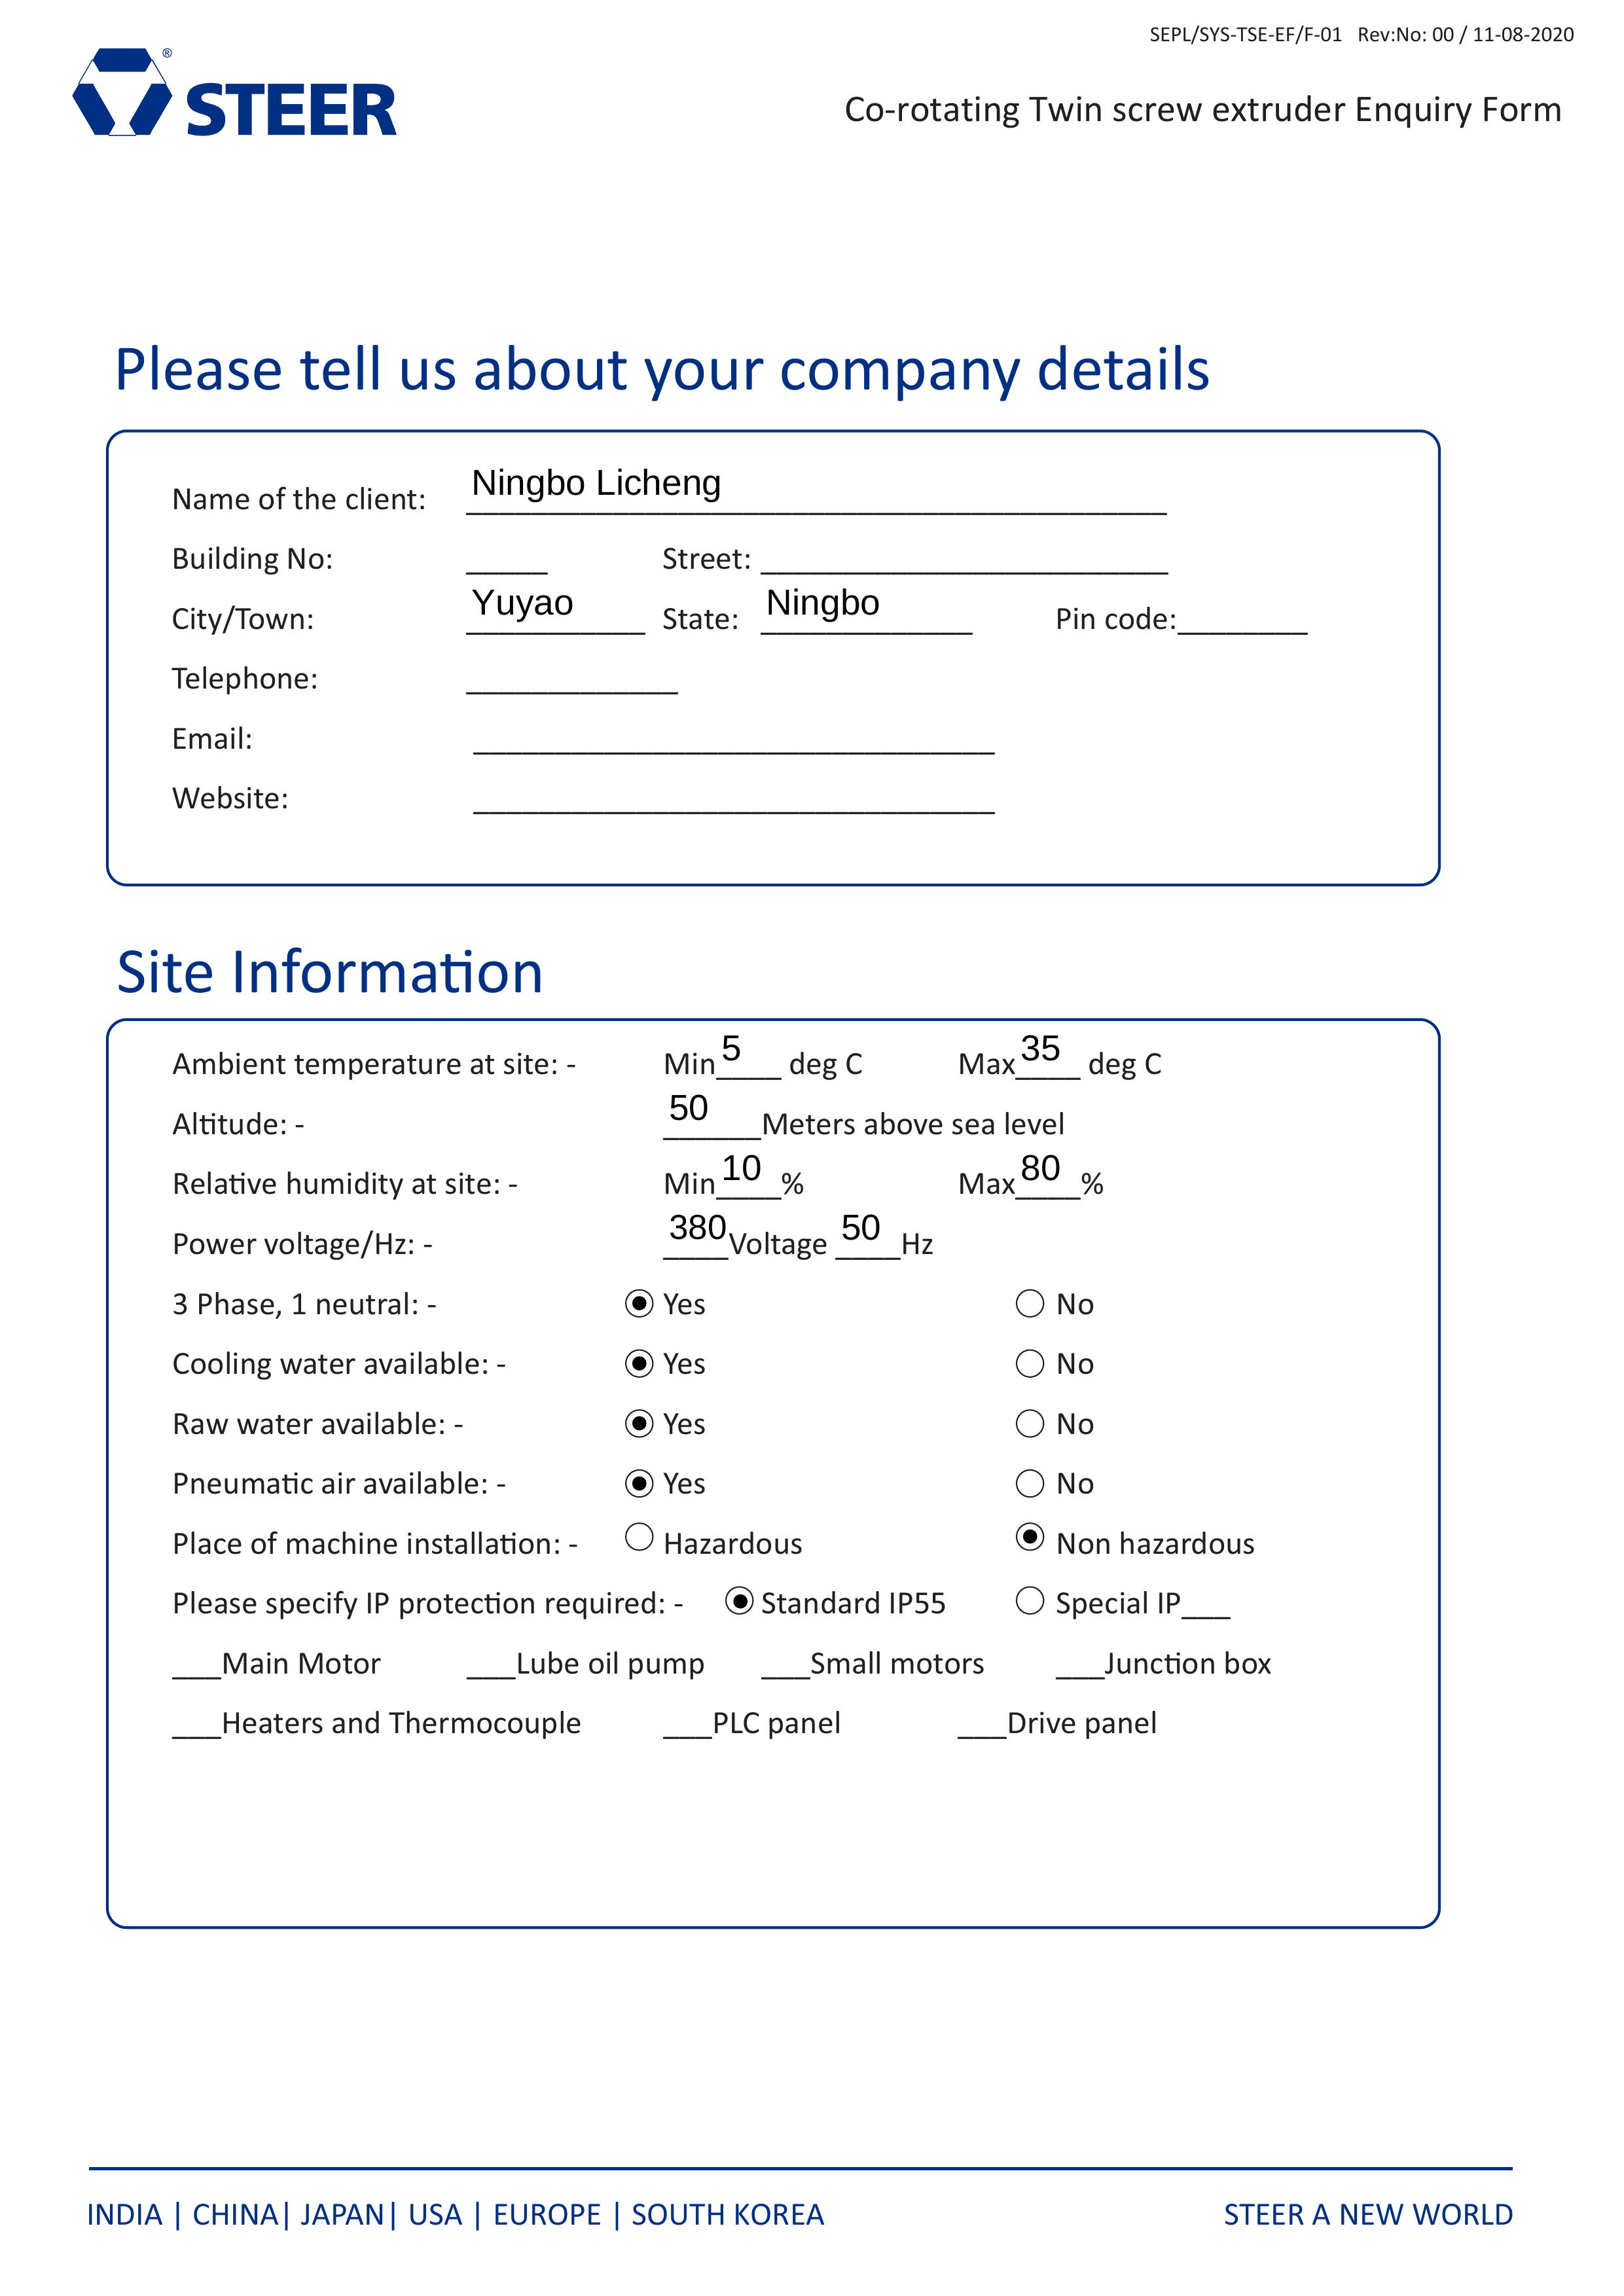 SEPL/SYS-TSE-EF/F-01 Rev:No: 00 / 11-08-2020
® STEER
Co-rotating Twin screw extruder Enquiry Form
Please tell us about your company details
Name of the client: Ningbo Licheng
Building No: _____ Street: _________________________
City/Town: Yuyao State: Ningbo Pin code:________
Telephone: _____________
Email: ________________________________
Website: ________________________________
Site Information
Ambient temperature at site: - Min 5 deg C Max 35 deg C
Altitude: - 50 Meters above sea level
Relative humidity at site: - Min 10 % Max 80 %
Power voltage/Hz: - 380 Voltage 50 Hz
3 Phase, 1 neutral: - Yes No
Cooling water available: - Yes No
Raw water available: - Yes No
Pneumatic air available: - Yes No
Place of machine installation: - Hazardous Non hazardous
Please specify IP protection required: - Standard IP55 Special IP___
___Main Motor ___Lube oil pump ___Small motors ___Junction box
___Heaters and Thermocouple ___PLC panel ___Drive panel
INDIA | CHINA| JAPAN| USA | EUROPE | SOUTH KOREA STEER A NEW WORLD